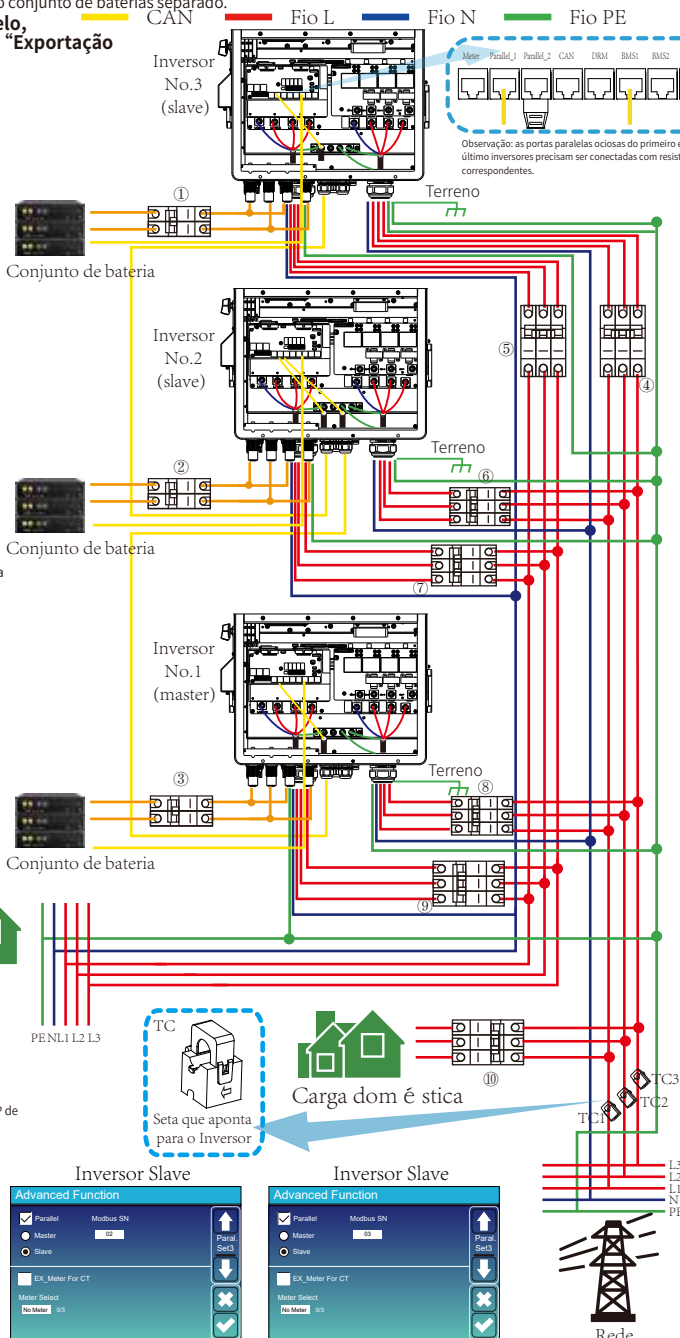 o conjunto de baterias separado.
elo,
“Exportação
CAN Fio L Fio N Fio PE
Inversor
No.3
(slave)
Meter Parallel_1 Parallel_2 CAN DRM BMS1 BMS2
Observação: as portas paralelas ociosas do primeiro e
último inversores precisam ser conectadas com resist
correspondentes.
Terreno
①
Conjunto de bateria
Inversor
No.2
(slave)
⑤
④
Terreno
②
⑥
Conjunto de bateria
a
⑦
Inversor
No.1
(master)
Terreno
③
⑧
Conjunto de bateria
⑨
PE N L1 L2 L3
TC
Seta que aponta
para o Inversor
⑩
Carga dom é stica
TC3
TC2
TC1
º de
L3
L2
L1
N
PE
Rede
Inversor Slave
Advanced Function
Parallel Modbus SN
Master 02
Slave
Paral.
Set3
EX_Meter For CT
Meter Select
No Meter 0/3
Inversor Slave
Advanced Function
Parallel Modbus SN
Master 03
Slave
Paral.
Set3
EX_Meter For CT
Meter Select
No Meter 0/3